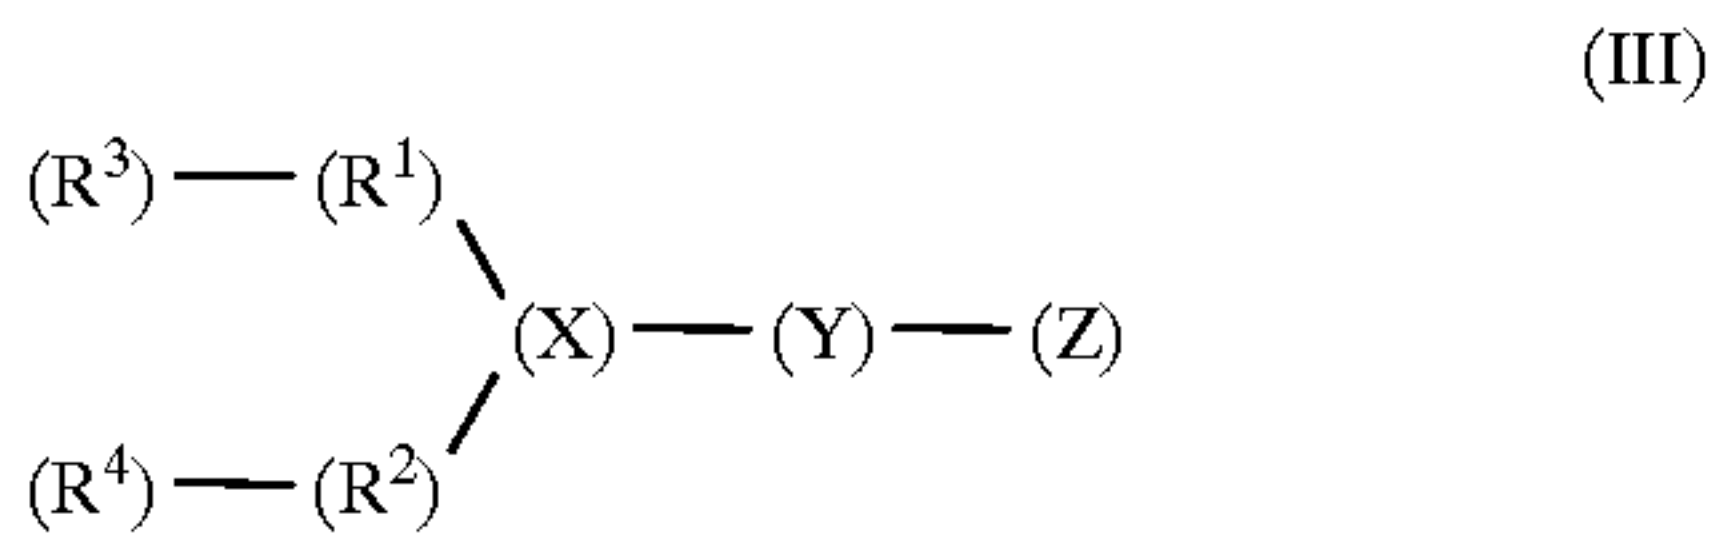 (III)
(R³) — (R¹)
(X) — (Y) — (Z)
(R⁴) — (R²)